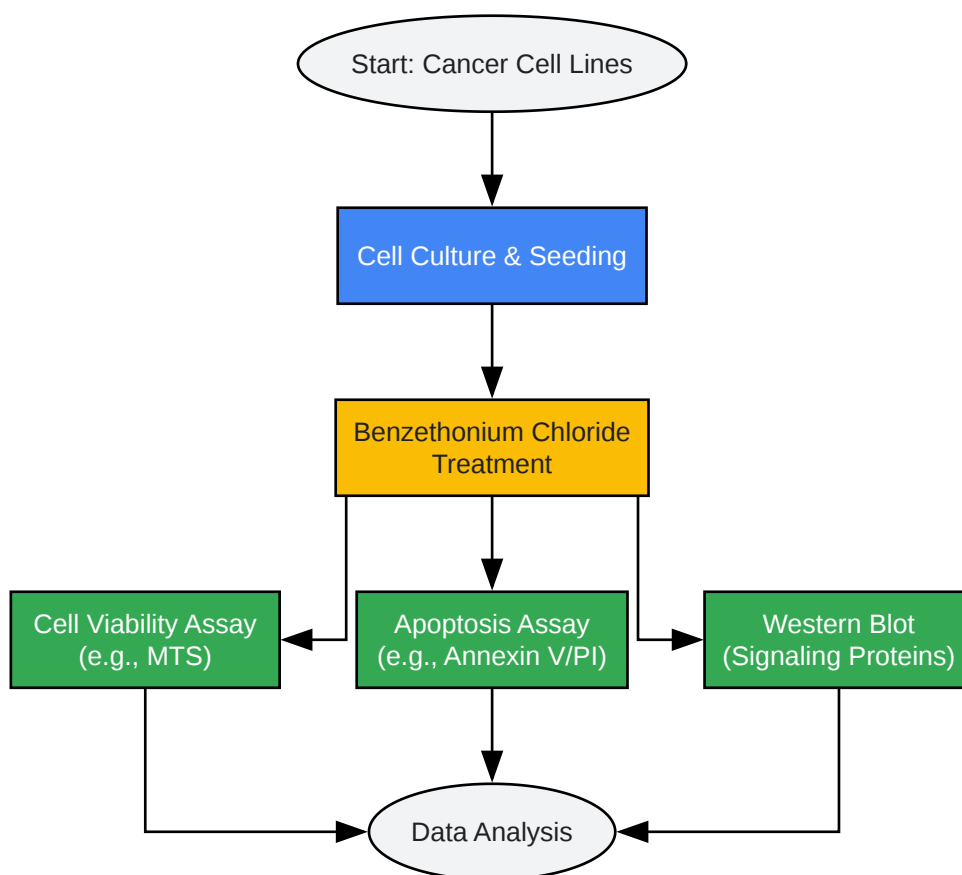 Start: Cancer Cell Lines
Cell Culture & Seeding
Benzethonium Chloride
Treatment
Cell Viability Assay
(e.g., MTS)
Apoptosis Assay
(e.g., Annexin V/PI)
Western Blot
(Signaling Proteins)
Data Analysis